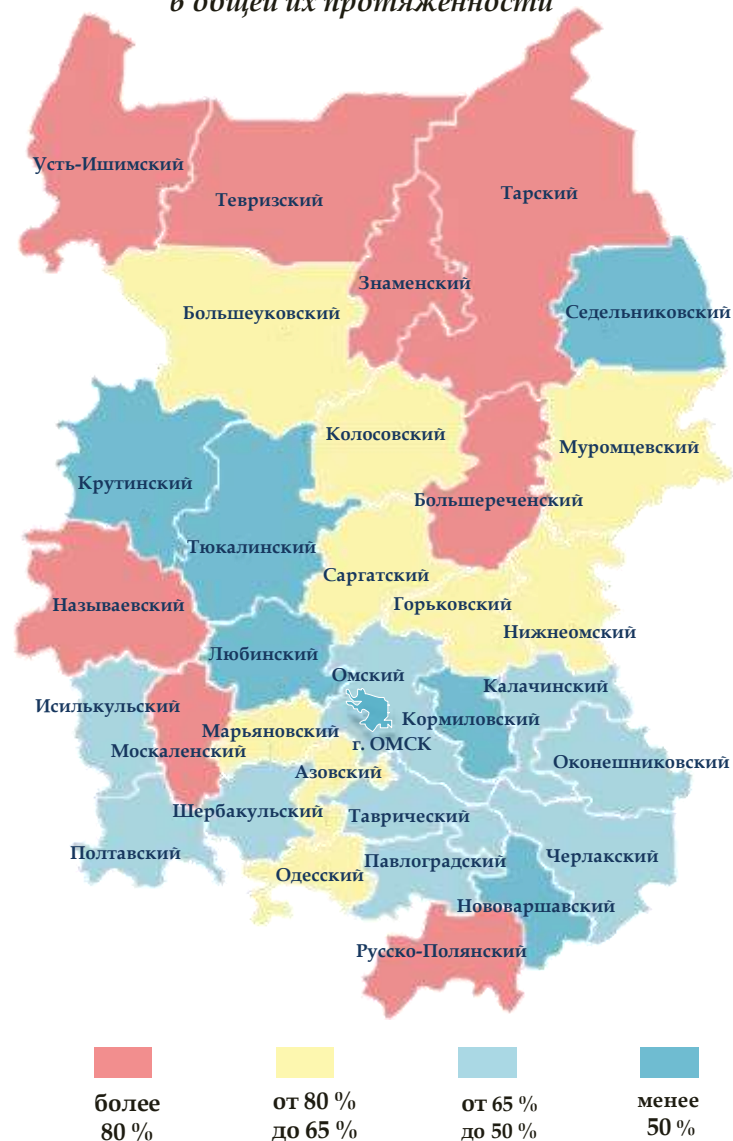 в общей их протяженности
Усть-Ишимский
Тевризский
Тарский
Знаменский
Большеуковский
Седельниковский
Колосовский
Муромцевский
Крутинский
Большереченский
Тюкалинский
Саргатский
Называевский
Горьковский
Нижнеомский
Любинский
Омский
Калачинский
Исилькульский
Кормиловский
Марьяновский
г. ОМСК
Москаленский
Оконешниковский
Азовский
Шербакульский
Таврический
Полтавский
Павлоградский
Черлакский
Одесский
Нововаршавский
Русско-Полянский
более
80 %
от 80 %
до 65 %
от 65 %
до 50 %
менее
50 %